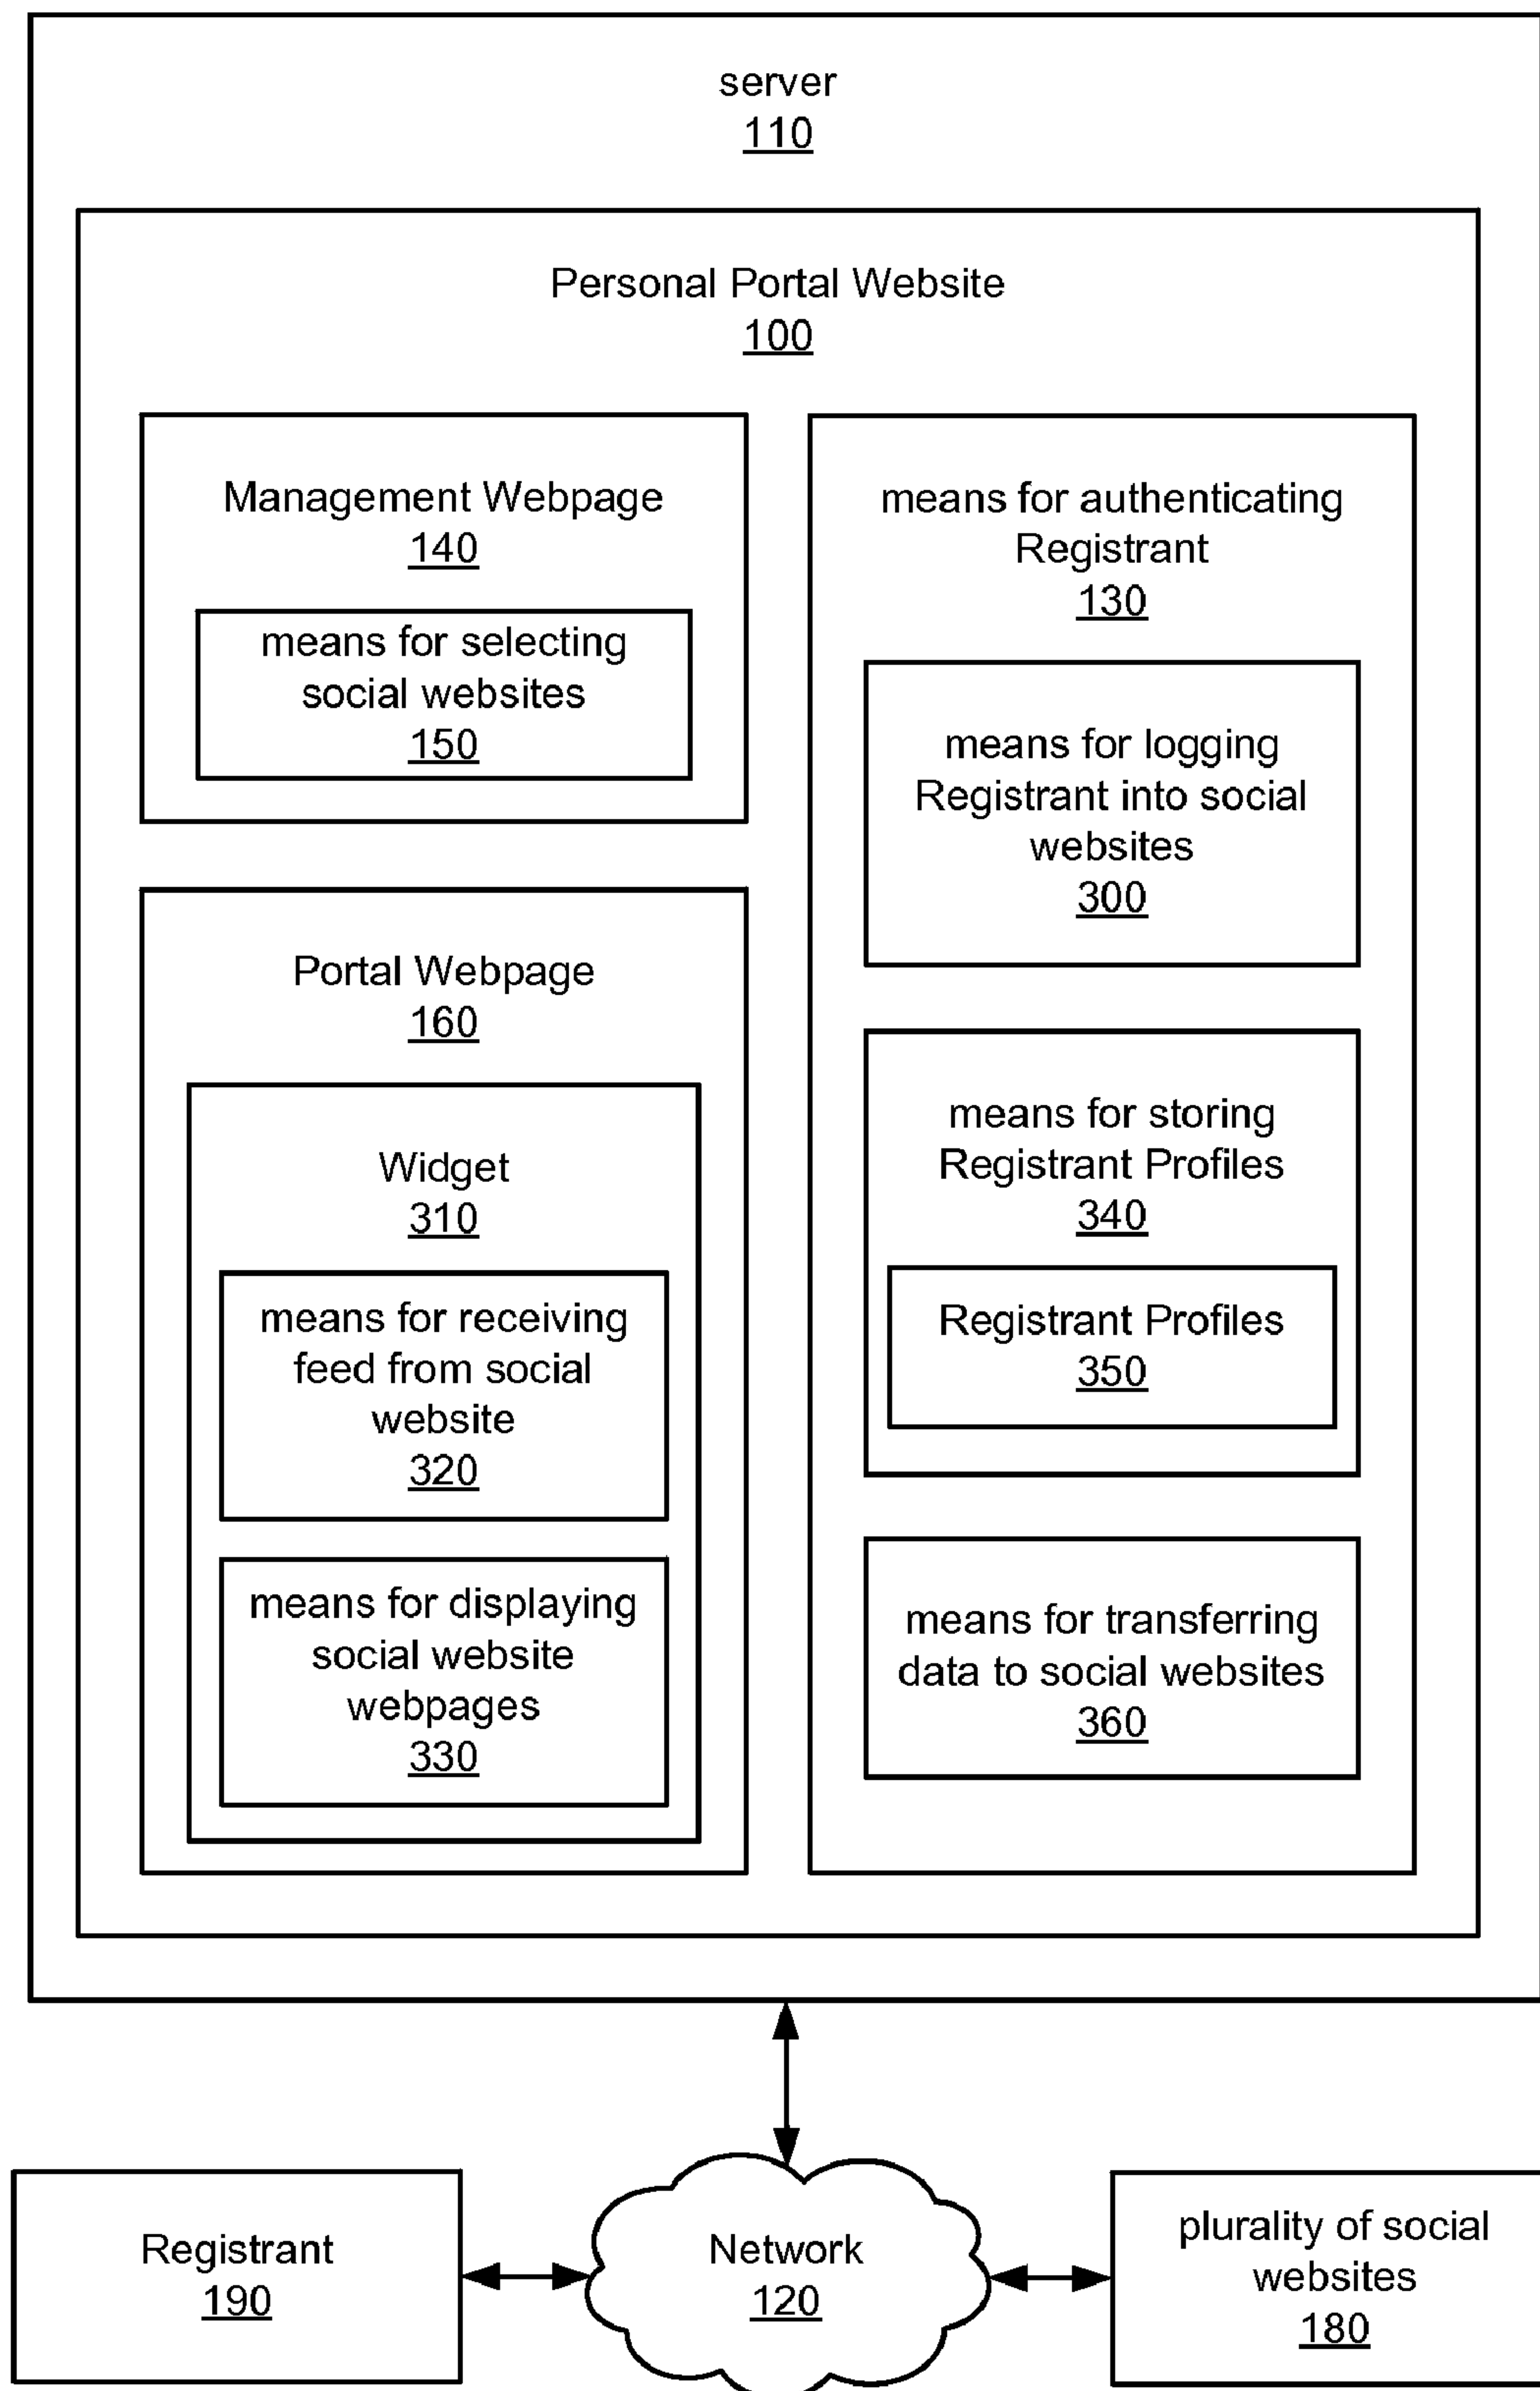 server
110
Personal Portal Website
100
Management Webpage
140
means for selecting
social websites
150
Portal Webpage
160
Widget
310
means for receiving
feed from social
website
320
means for displaying
social website
webpages
330
means for authenticating
Registrant
130
means for logging
Registrant into social
websites
300
means for storing
Registrant Profiles
340
Registrant Profiles
350
means for transferring
data to social websites
360
Registrant
190
Network
120
plurality of social
websites
180